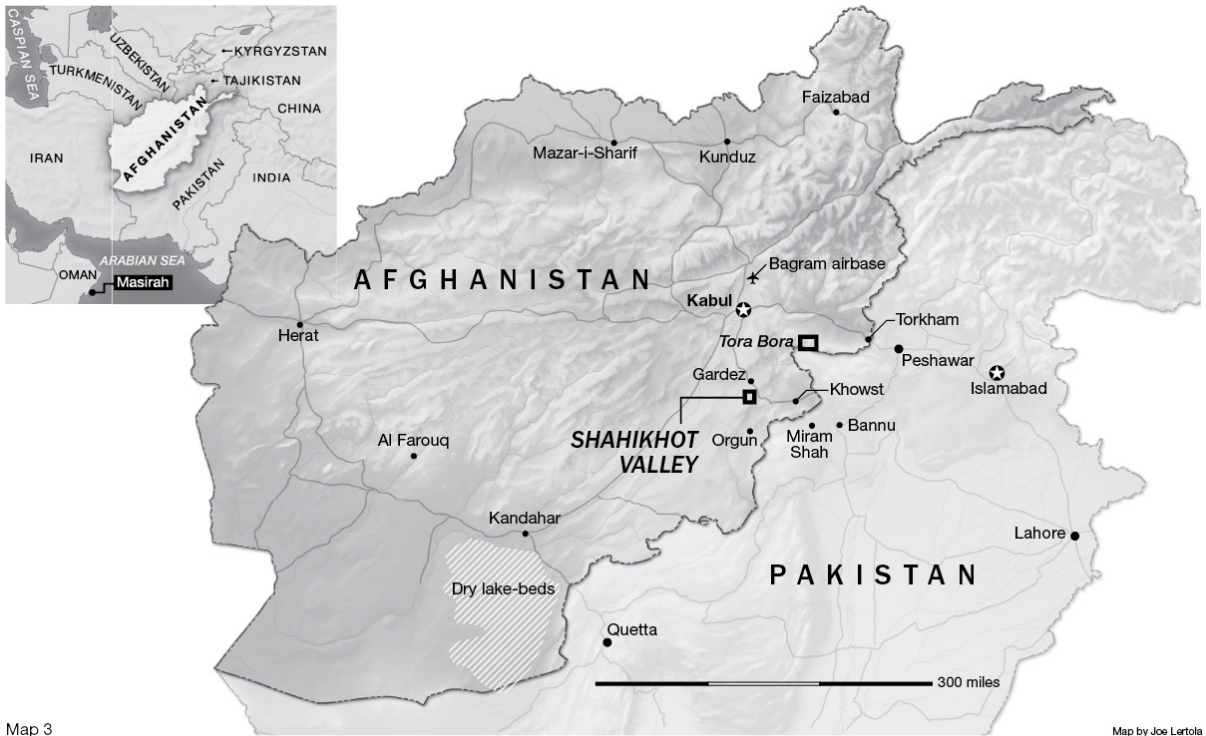 CASPIAN SEA
UZBEKISTAN
KYRGYZSTAN
TURKMENISTAN
TAJIKISTAN
CHINA
AFGHANISTAN
IRAN
PAKISTAN
INDIA
ARABIAN SEA
OMAN
Masirah
Faizabad
Mazar-i-Sharif
Kunduz
AFGHANISTAN
Bagram airbase
Kabul
Herat
Tora Bora
Torkham
Peshawar
Islamabad
Gardez
Khowst
Al Farouq
SHAHIKHOT
VALLEY
Orgun
Miram
Shah
Bannu
Kandahar
Lahore
Dry lake-beds
PAKISTAN
Quetta
300 miles
Map 3
Map by Joe Lertola